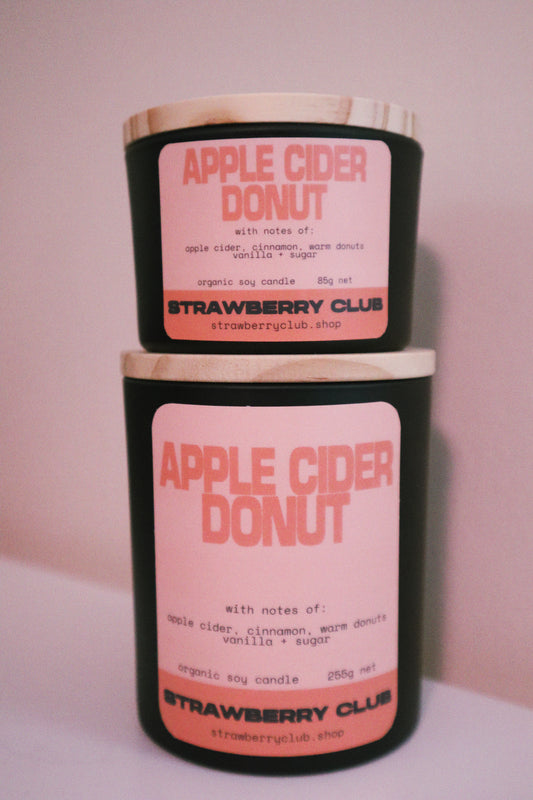 APPLE CIDER
DONUT
with notes of:
apple cider, cinnamon, warm donuts
vanilla + sugar
organic soy candle 85g net
STRAWBERRY CLUB
strawberryclub.shop
APPLE CIDER
DONUT
with notes of:
apple cider, cinnamon, warm donuts
vanilla + sugar
organic soy candle 255g net
STRAWBERRY CLUB
strawberryclub.shop